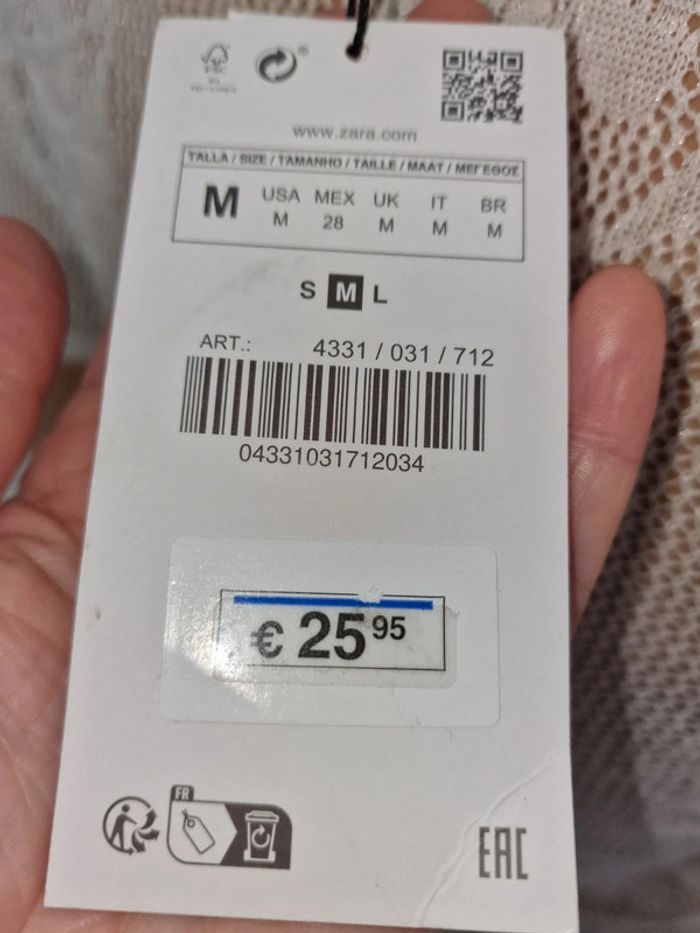 FSC
www.zara.com
TALLA / SIZE / TAMANHO / TAILLE / MAAT / ΜΕΓΕΘΟΣ
M USA MEX UK IT BR
M 28 M M M
S M L
ART.: 4331 / 031 / 712
04331031712034
€ 25 95
FR
EAC